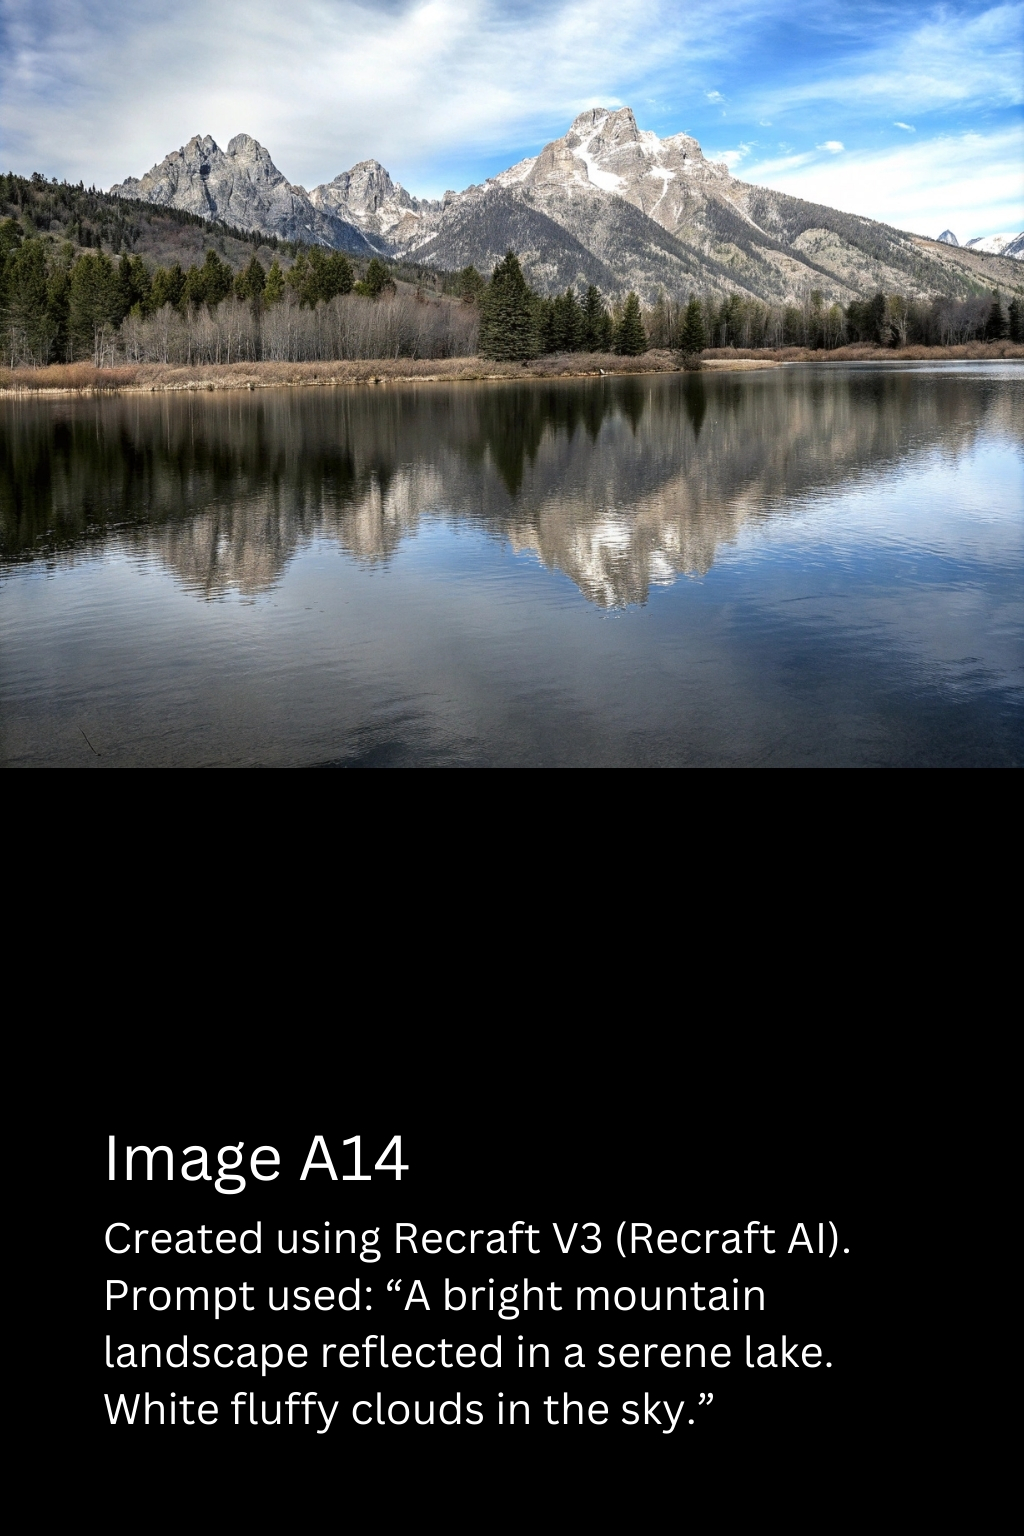 Image A14
Created using Recraft V3 (Recraft AI).
Prompt used: “A bright mountain
landscape reflected in a serene lake.
White fluffy clouds in the sky.”